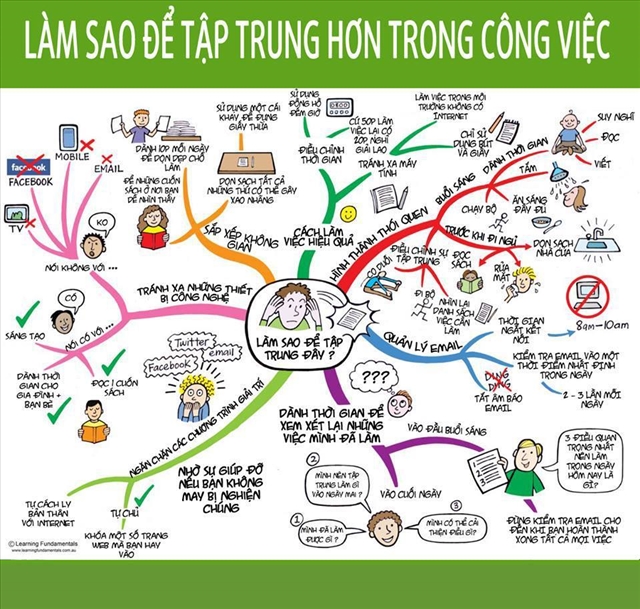 LÀM SAO ĐỂ TẬP TRUNG HƠN TRONG CÔNG VIỆC
LÀM SAO ĐỂ TẬP
TRUNG ĐÂY ?
TRÁNH XA NHỮNG THIẾT
BỊ CÔNG NGHỆ
NÓI KHÔNG VỚI ...
KO
facebook
FACEBOOK
MOBILE
EMAIL
TV
NÓI CÓ VỚI ...
CÓ
SÁNG TẠO
DÀNH THỜI
GIAN CHO
GIA ĐÌNH +
BẠN BÈ
ĐỌC 1 CUỐN
SÁCH
SẮP XẾP KHÔNG
GIAN
DÀNH 10P MỖI NGÀY
ĐỂ DỌN DẸP CHỖ
LÀM
ĐỂ NHỮNG CUỐN
SÁCH Ở NƠI BẠN
DỄ NHÌN THẤY
SỬ DỤNG MỘT CÁI
KHAY ĐỂ ĐỰNG
GIẤY THỪA
DỌN SẠCH TẤT CẢ
NHỮNG THỨ CÓ THỂ GÂY
XAO NHÃNG
CÁCH LÀM
VIỆC HIỆU QUẢ
ĐIỀU CHỈNH
THỜI GIAN
SỬ DỤNG
ĐỒNG HỒ
ĐẾM GIỜ
CỨ 50P LÀM
VIỆC LẠI CÓ
10P NGHỈ
GIẢI LAO
TRÁNH XA MÁY
TÍNH
LÀM VIỆC TRONG MÔI
TRƯỜNG KHÔNG CÓ
INTERNET
CHỈ SỬ
DỤNG BÚT
VÀ GIẤY
HÌNH THÀNH THÓI QUEN
BUỔI SÁNG
DÀNH THỜI GIAN
SUY NGHĨ
ĐỌC
VIẾT
TẮM
CHẠY BỘ
ĂN SÁNG
ĐẦY ĐỦ
TRƯỚC KHI ĐI NGỦ
DỌN SẠCH
NHÀ CỬA
RỬA
MẶT
ĐỌC
SÁCH
ĐIỀU CHỈNH SỰ
TẬP TRUNG
CO DUỖI
ĐI BỘ
NHÌN LẠI
DANH SÁCH
VIỆC CẦN
LÀM
QUẢN LÝ EMAIL
THỜI GIAN
NGẮT KẾT
NỐI
8am-10am
KIỂM TRA EMAIL VÀO MỘT
THỜI ĐIỂM NHẤT ĐỊNH
TRONG NGÀY
2 - 3 LẦN MỖI
NGÀY
TẮT ÂM BÁO
EMAIL
DÀNH THỜI GIAN ĐỂ
XEM XÉT LẠI NHỮNG
VIỆC MÌNH ĐÃ LÀM
???
VÀO ĐẦU BUỔI SÁNG
3 ĐIỀU QUAN
TRỌNG NHẤT
NÊN LÀM
TRONG NGÀY
HÔM NAY LÀ
GÌ?
ĐỪNG KIỂM TRA EMAIL CHO
ĐẾN KHI BẠN HOÀN THÀNH
XONG TẤT CẢ MỌI VIỆC
VÀO CUỐI NGÀY
1
MÌNH ĐÃ LÀM
ĐƯỢC GÌ ?
2
MÌNH NÊN TẬP
TRUNG LÀM GÌ
VÀO NGÀY MAI ?
3
MÌNH CÓ THỂ CẢI
THIỆN ĐIỀU GÌ?
NGĂN CHẶN CÁC CHƯƠNG TRÌNH GIẢI TRÍ
Twitter
email
Facebook
NHỜ SỰ GIÚP ĐỠ
NẾU BẠN KHÔNG
MAY BỊ NGHIỆN
CHÚNG
TỰ CÁCH LY
BẢN THÂN
VỚI INTERNET
TỰ CHỦ
KHÓA MỘT SỐ TRANG
WEB MÀ BẠN HAY
VÀO
© Learning Fundamentals
www.learningfundamentals.com.au